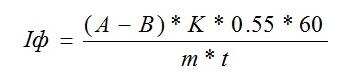 Iф = (A − B) * K * 0.55 * 60
m * t